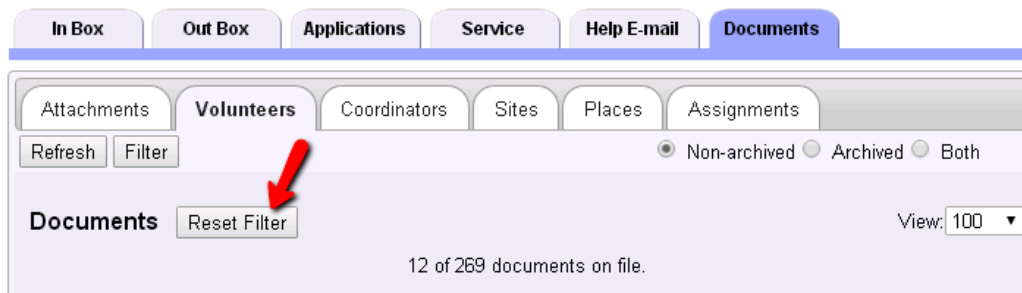 In Box Out Box Applications Service Help E-mail Documents
Attachments Volunteers Coordinators Sites Places Assignments
Refresh Filter Non-archived Archived Both
Documents Reset Filter View: 100
12 of 269 documents on file.